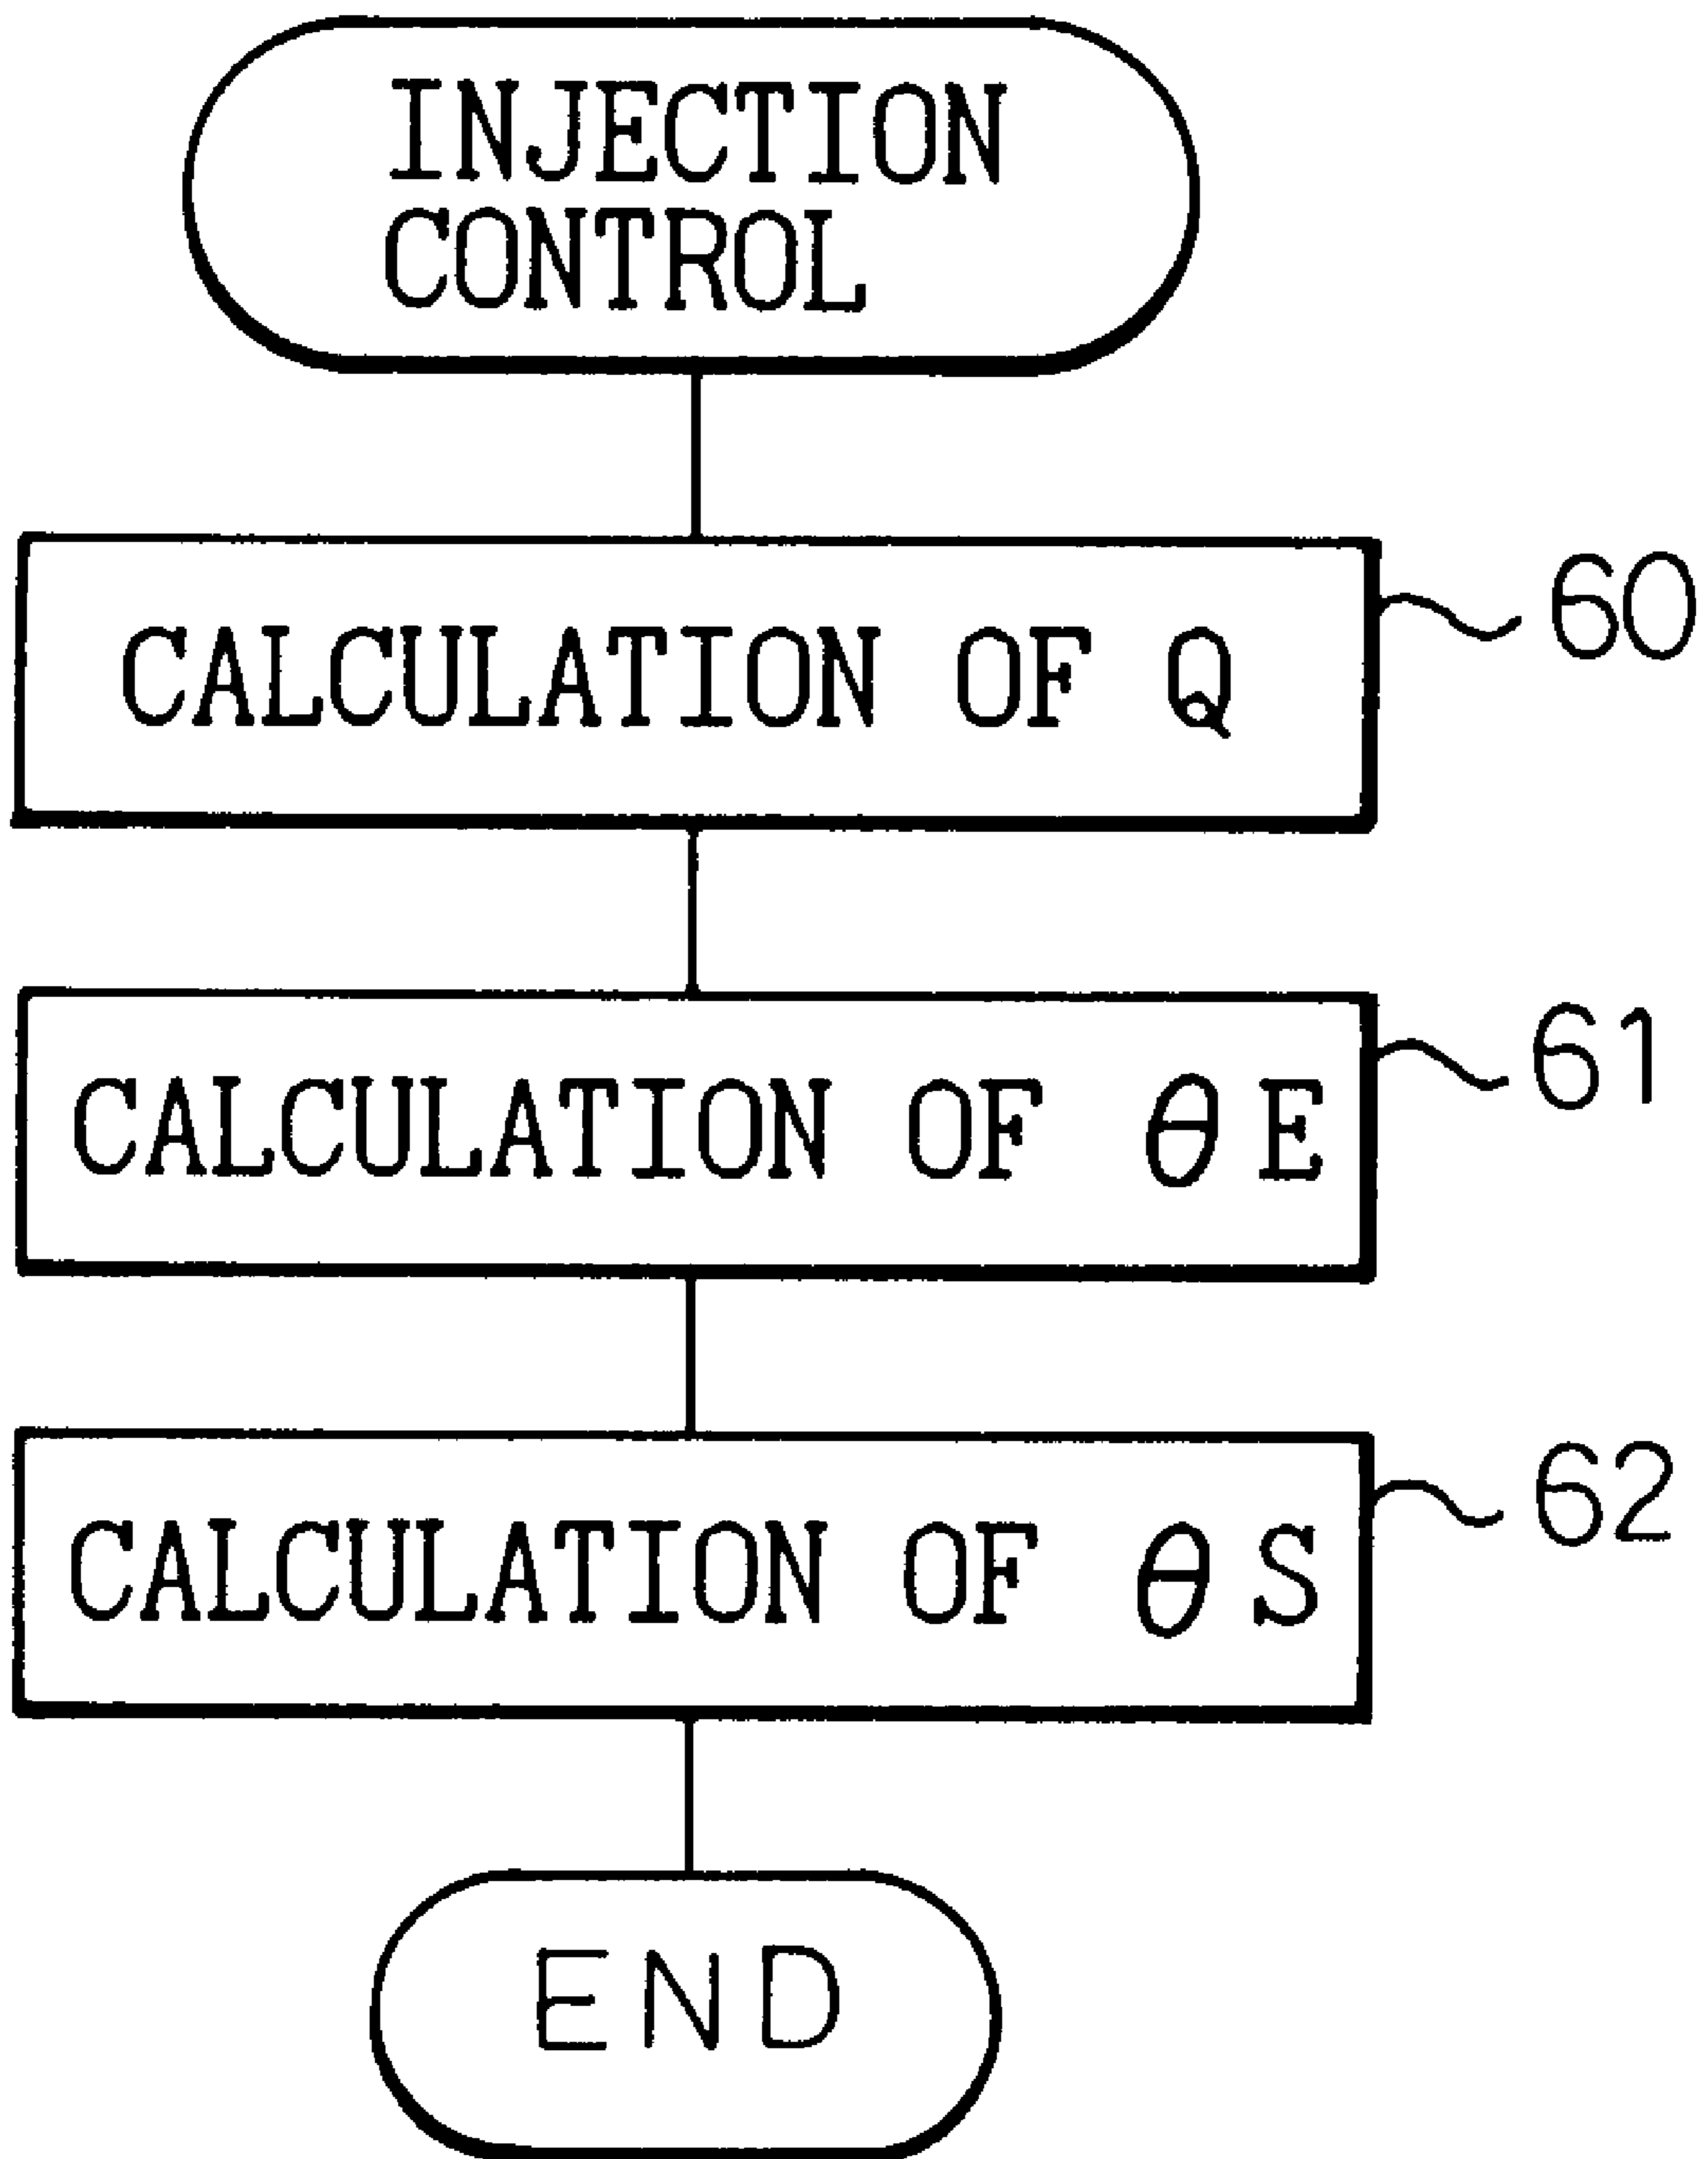 INJECTION
CONTROL
CALCULATION OF Q
60
CALCULATION OF θE
61
CALCULATION OF θS
62
END